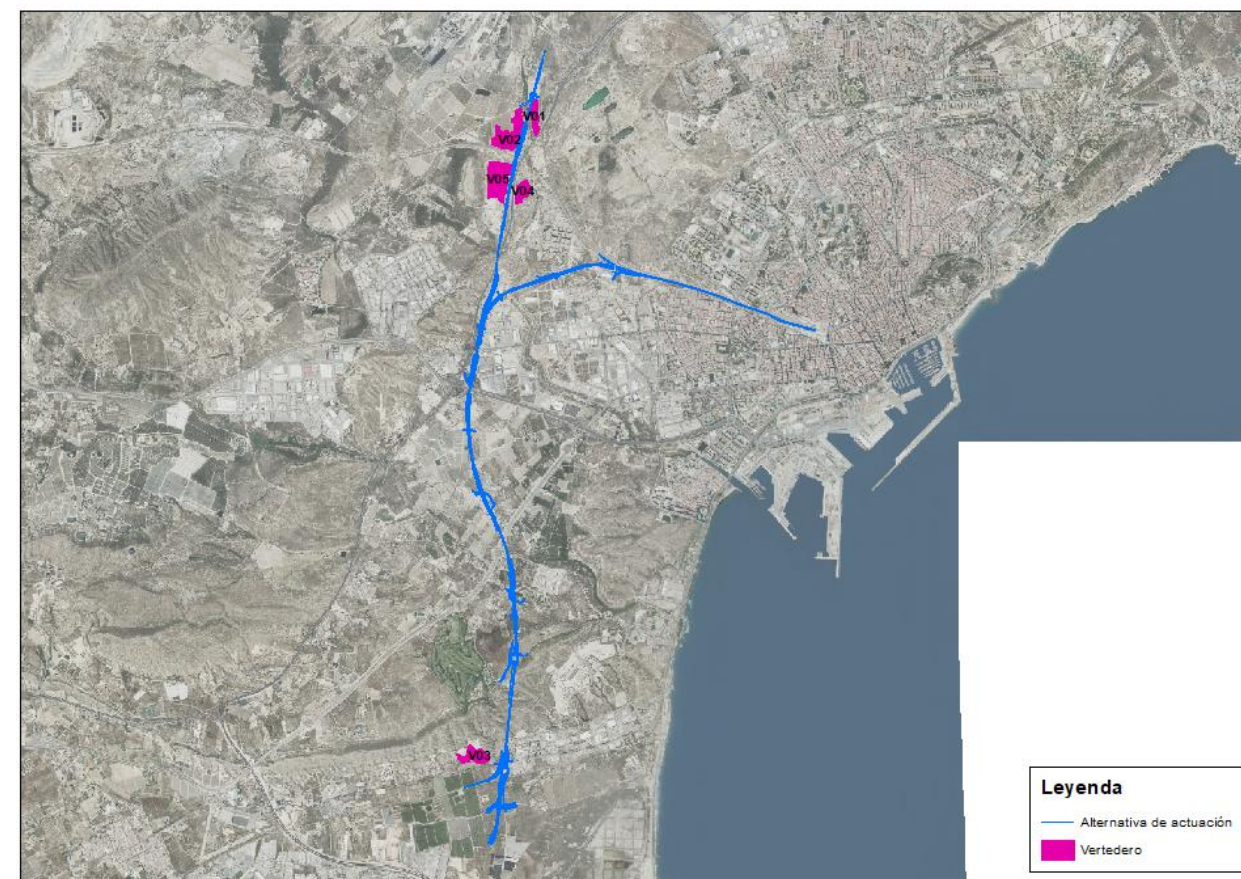 V01
V02
V05
V04
V03
Leyenda
Alternativa de actuación
Vertedero